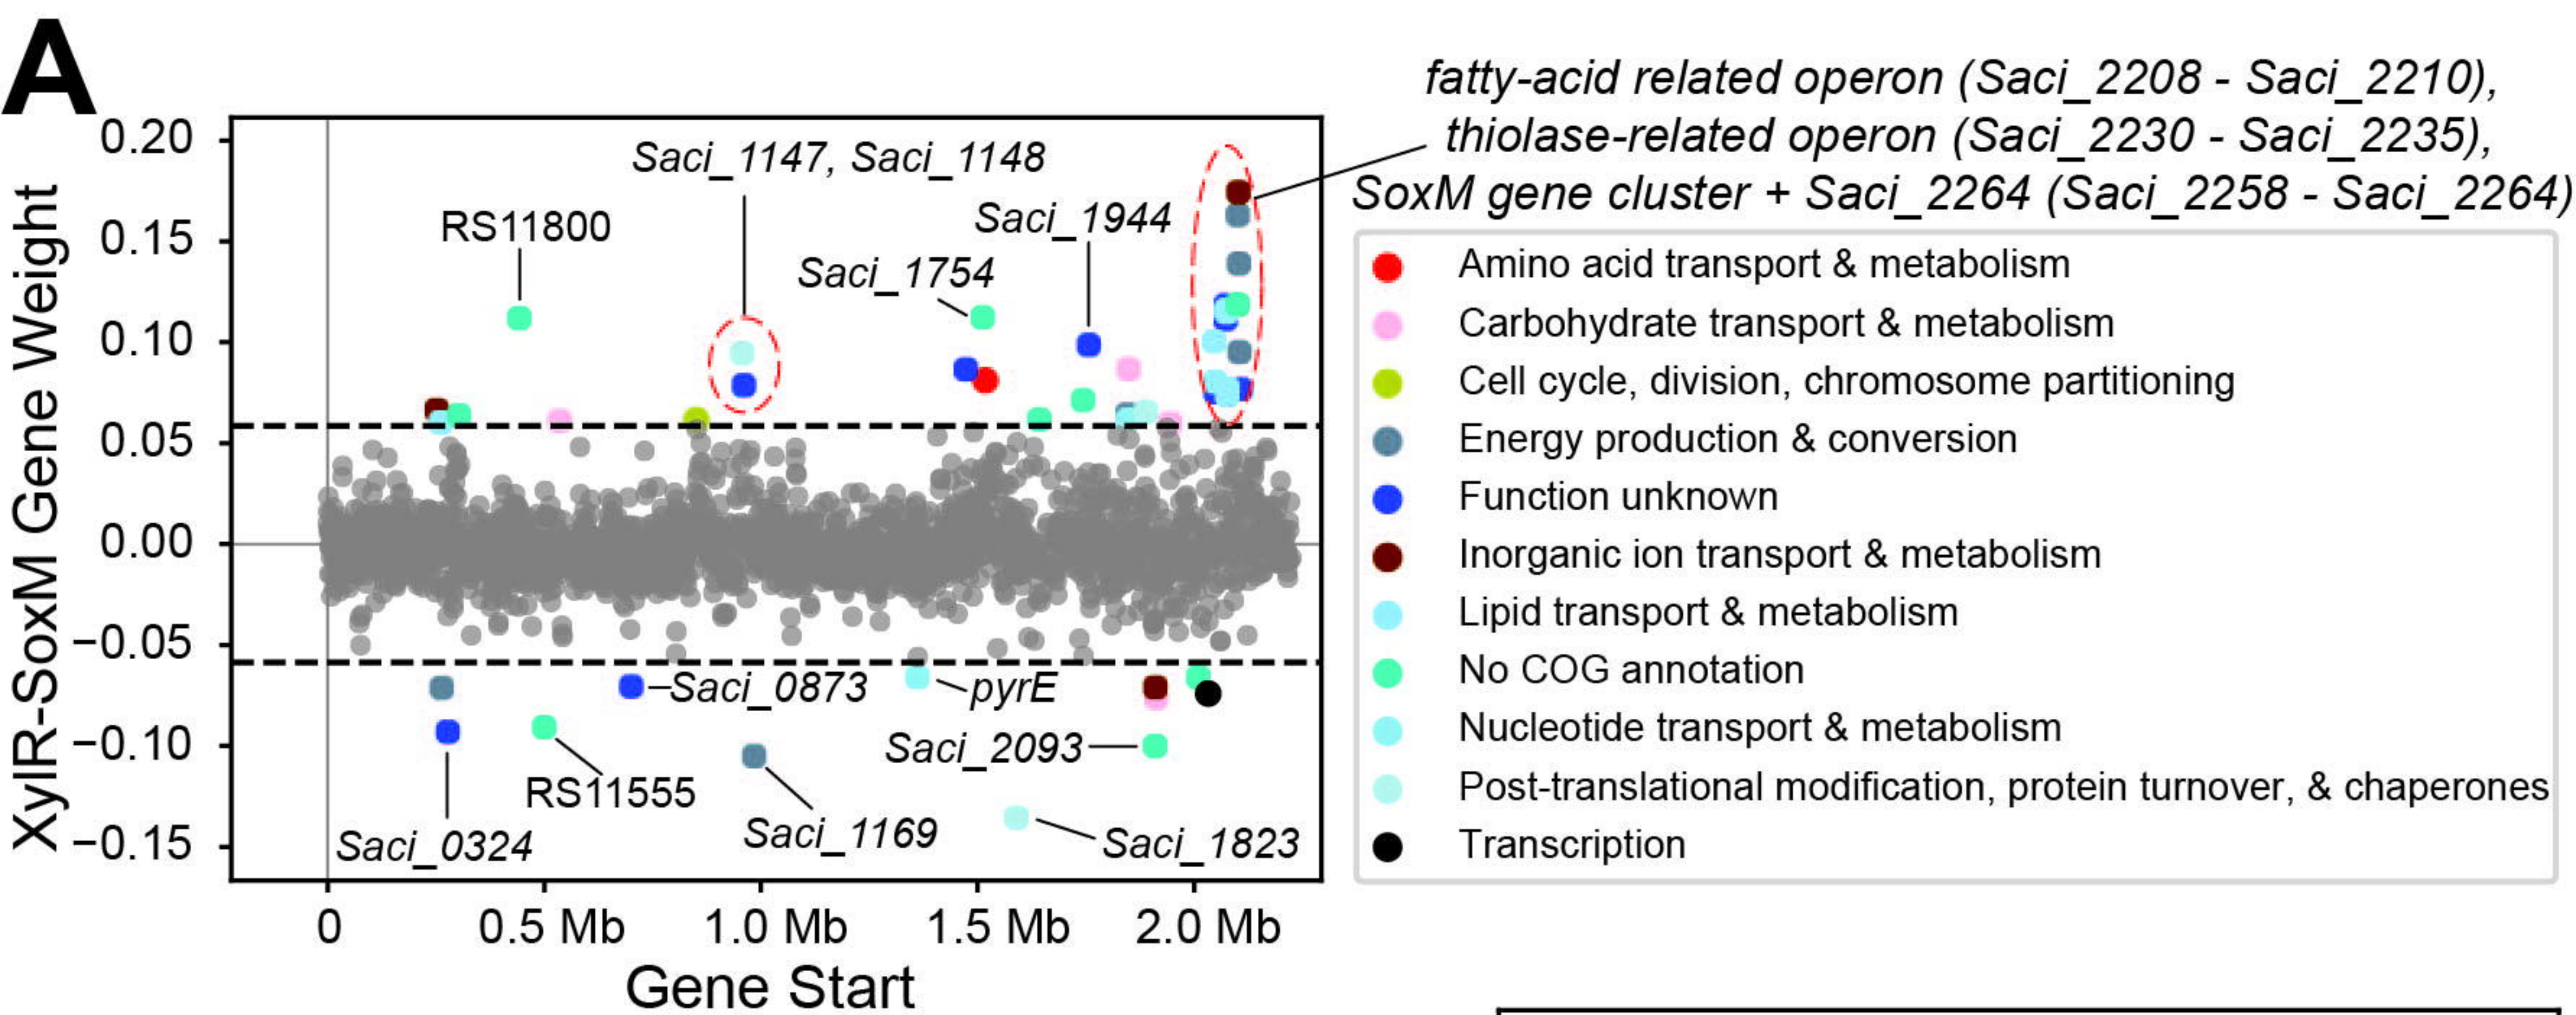 A
fatty-acid related operon (Saci_2208 - Saci_2210),
thiolase-related operon (Saci_2230 - Saci_2235),
SoxM gene cluster + Saci_2264 (Saci_2258 - Saci_2264)
XylR-SoxM Gene Weight
0.20
0.15
0.10
0.05
0.00
−0.05
−0.10
−0.15
Saci_1147, Saci_1148
RS11800
Saci_1944
Saci_1754
Saci_0873
pyrE
Saci_2093
RS11555
Saci_1169
Saci_0324
Saci_1823
0
0.5 Mb
1.0 Mb
1.5 Mb
2.0 Mb
Gene Start
Amino acid transport & metabolism
Carbohydrate transport & metabolism
Cell cycle, division, chromosome partitioning
Energy production & conversion
Function unknown
Inorganic ion transport & metabolism
Lipid transport & metabolism
No COG annotation
Nucleotide transport & metabolism
Post-translational modification, protein turnover, & chaperones
Transcription